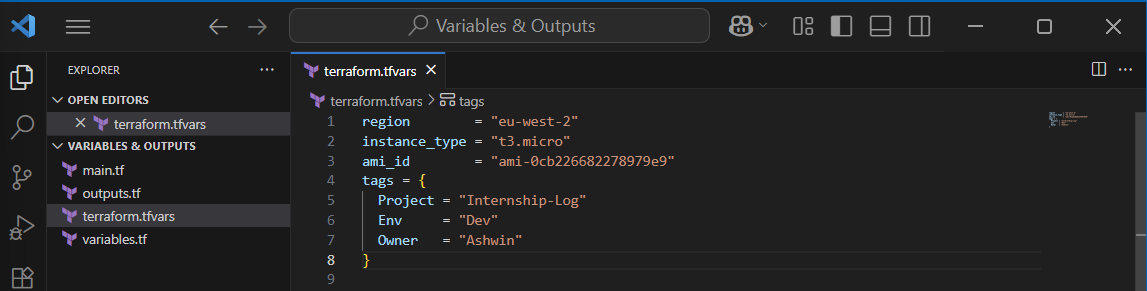 Variables & Outputs
EXPLORER
OPEN EDITORS
terraform.tfvars
VARIABLES & OUTPUTS
main.tf
outputs.tf
terraform.tfvars
variables.tf
terraform.tfvars
terraform.tfvars > tags
1 region        = "eu-west-2"
2 instance_type = "t3.micro"
3 ami_id        = "ami-0cb226682278979e9"
4 tags = {
5   Project = "Internship-Log"
6   Env     = "Dev"
7   Owner   = "Ashwin"
8 }
9